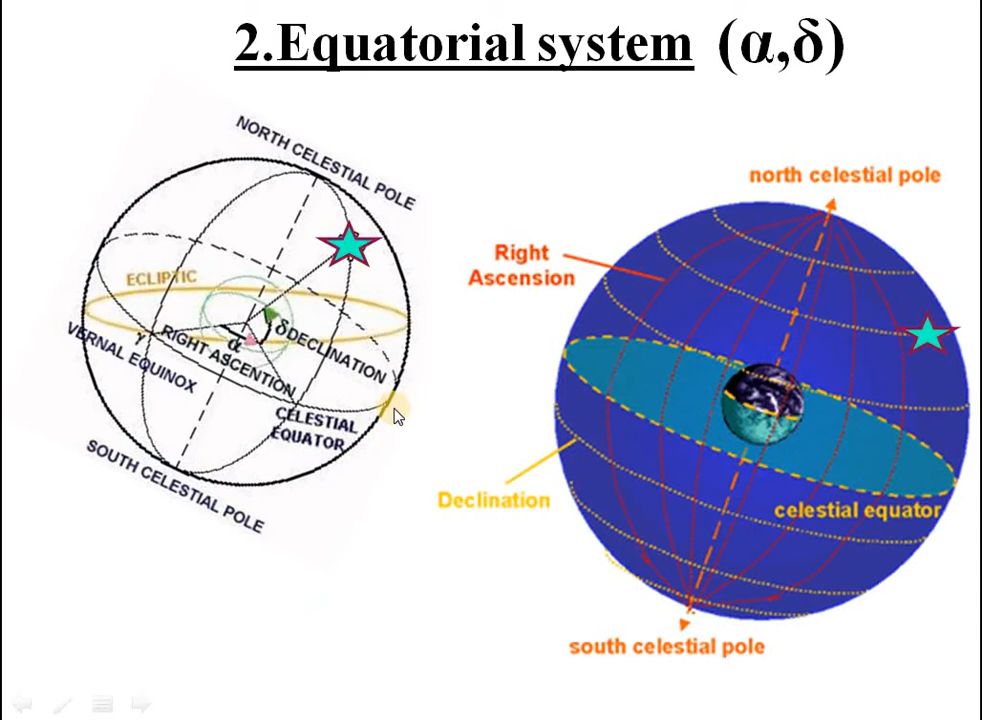 2.Equatorial system (α,δ)
NORTH CELESTIAL POLE
ECLIPTIC
γ
VERNAL EQUINOX
RIGHT ASCENTION
α
δ
DECLINATION
CELESTIAL
EQUATOR
SOUTH CELESTIAL POLE
north celestial pole
Right
Ascension
Declination
celestial equator
south celestial pole